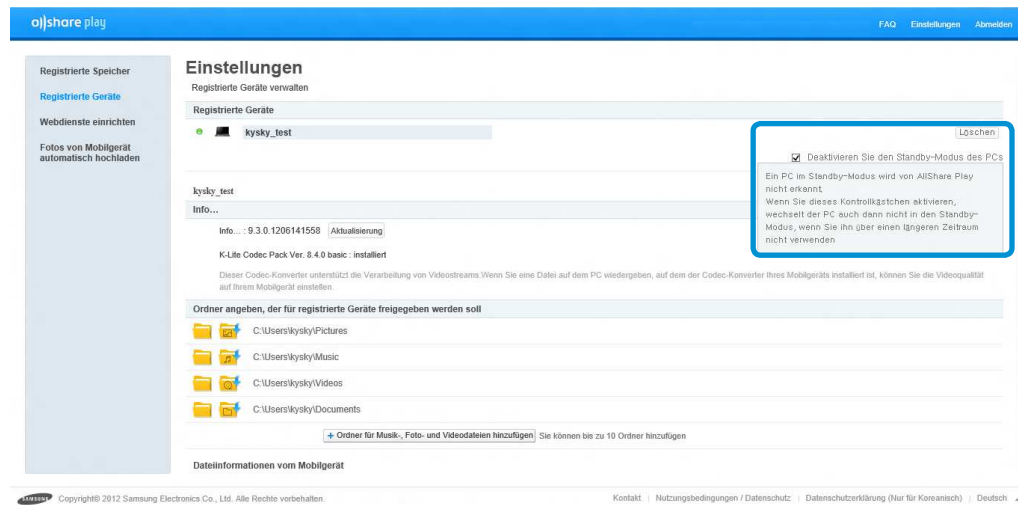 allshare play
FAQ Einstellungen Abmelden
Registrierte Speicher
Registrierte Geräte
Webdienste einrichten
Fotos von Mobilgerät
automatisch hochladen
Einstellungen
Registrierte Geräte verwalten
Registrierte Geräte
kysky_test
Löschen
Deaktivieren Sie den Standby-Modus des PCs
Ein PC im Standby-Modus wird von AllShare Play
nicht erkannt.
Wenn Sie dieses Kontrollkästchen aktivieren,
wechselt der PC auch dann nicht in den Standby-
Modus, wenn Sie ihn über einen längeren Zeitraum
nicht verwenden
kysky_test
Info...
Info... : 9.3.0.1206141558 Aktualisierung
K-Lite Codec Pack Ver. 8.4.0 basic : installiert
Dieser Codec-Konverter unterstützt die Verarbeitung von Videostreams.Wenn Sie eine Datei auf dem PC wiedergeben, auf dem der Codec-Konverter Ihres Mobilgeräts installiert ist, können Sie die Videoqualität
auf Ihrem Mobilgerät einstellen.
Ordner angeben, der für registrierte Geräte freigegeben werden soll
C:\Users\kysky\Pictures
C:\Users\kysky\Music
C:\Users\kysky\Videos
C:\Users\kysky\Documents
+ Ordner für Musik-, Foto- und Videodateien hinzufügen Sie können bis zu 10 Ordner hinzufügen
Dateiinformationen vom Mobilgerät
SAMSUNG Copyright© 2012 Samsung Electronics Co., Ltd. Alle Rechte vorbehalten.
Kontakt | Nutzungsbedingungen / Datenschutz | Datenschutzerklärung (Nur für Koreanisch) | Deutsch